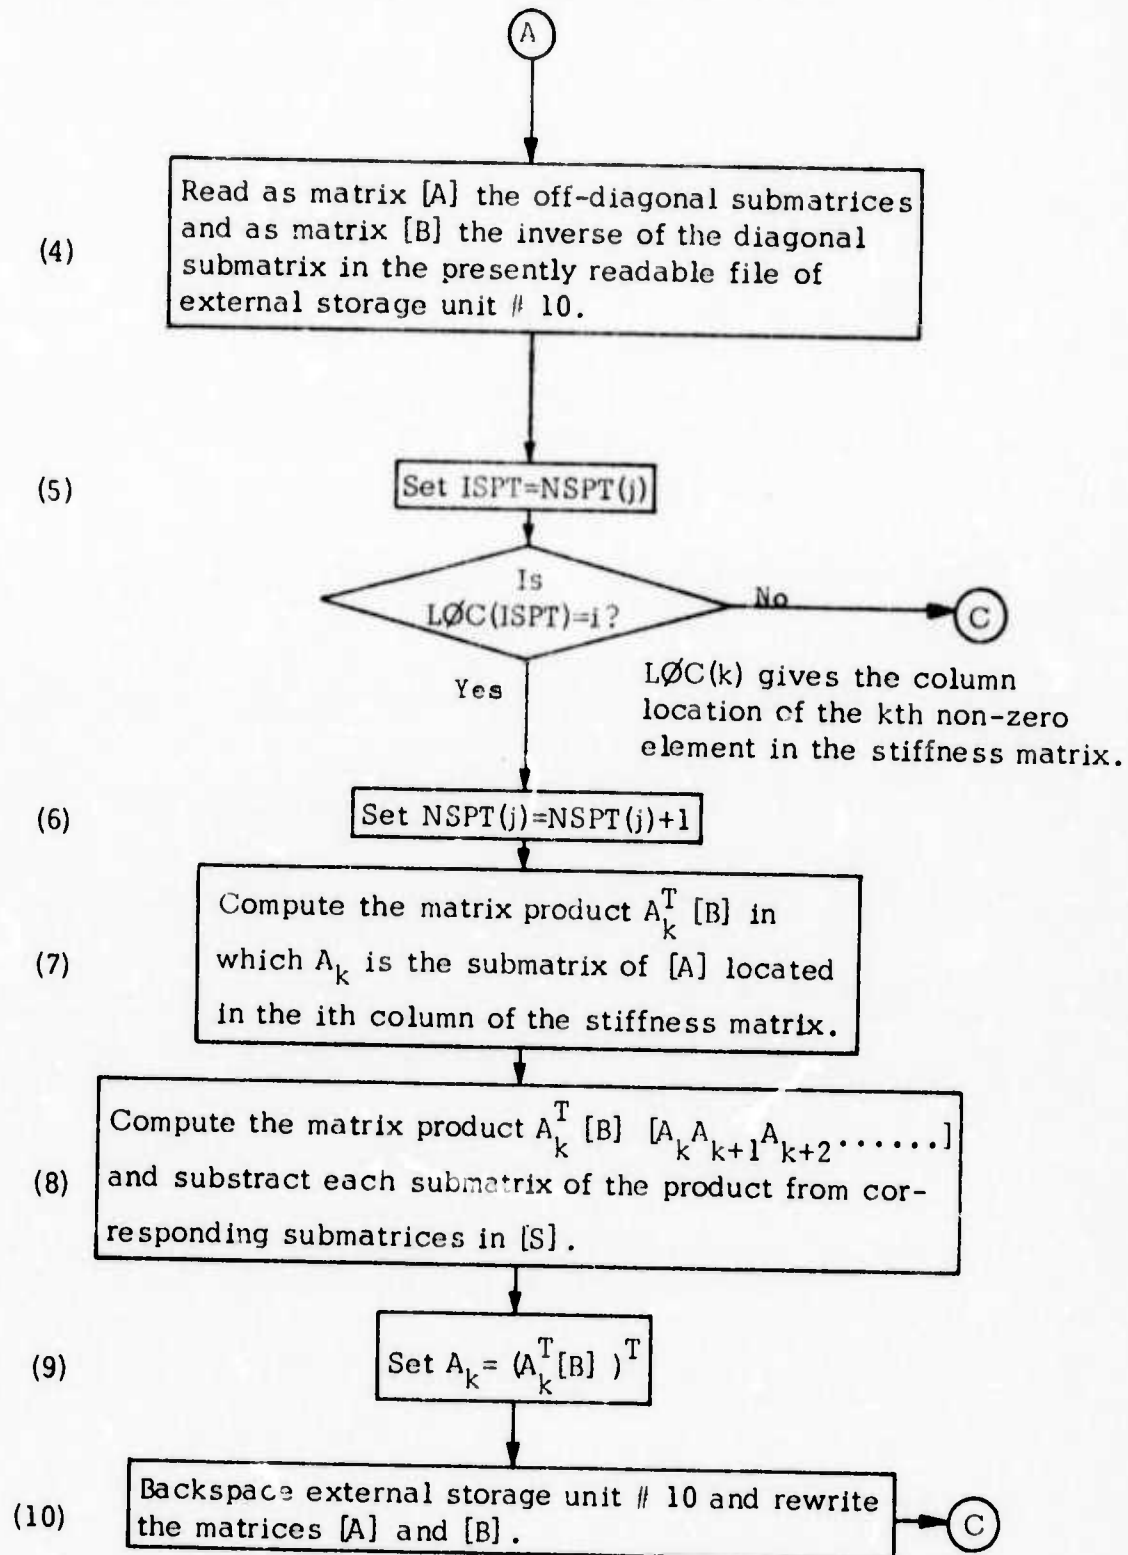 A
Read as matrix [A] the off-diagonal submatrices
(4) and as matrix [B] the inverse of the diagonal
submatrix in the presently readable file of
external storage unit # 10.
(5) Set ISPT=NSPT(j)
Is
LØC(ISPT)=i?
No
C
Yes
LØC(k) gives the column
location of the kth non-zero
element in the stiffness matrix.
(6) Set NSPT(j)=NSPT(j)+1
Compute the matrix product A_k^T [B] in
(7) which A_k is the submatrix of [A] located
in the ith column of the stiffness matrix.
Compute the matrix product A_k^T [B] [A_k A_{k+1} A_{k+2} ......]
(8) and substract each submatrix of the product from cor-
responding submatrices in [S].
(9) Set A_k = (A_k^T [B] )^T
(10) Backspace external storage unit # 10 and rewrite
the matrices [A] and [B].
C